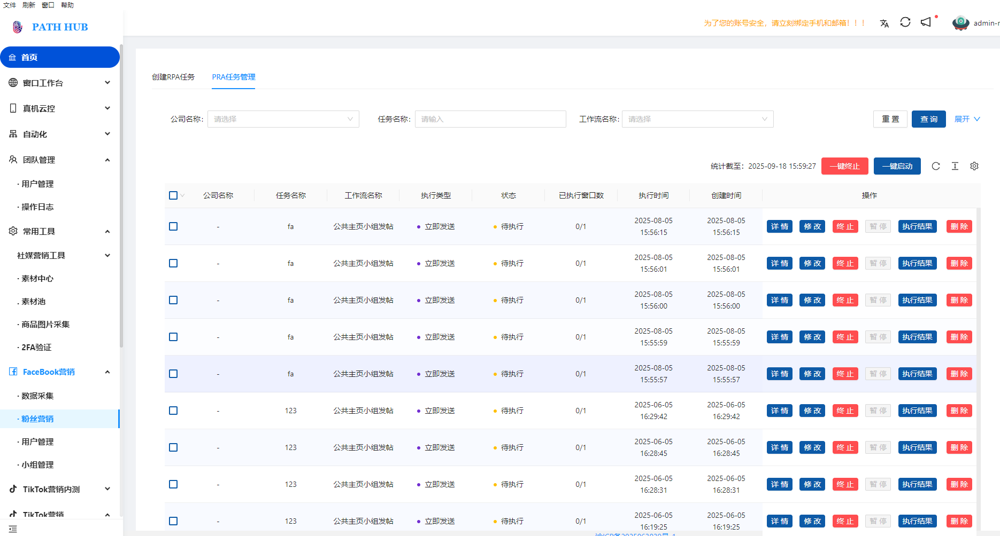 文件 刷新 窗口 帮助
PATH HUB
为了您的账号安全，请立刻绑定手机和邮箱！！！
首页
窗口工作台
真机云控
自动化
团队管理
· 用户管理
· 操作日志
常用工具
社媒营销工具
· 素材中心
. 素材池
· 商品图片采集
· 2FA验证
FaceBook营销
· 数据采集
· 粉丝营销
· 用户管理
· 小组管理
TikTok营销内测
TikTok营销
创建RPA任务 PRA任务管理
公司名称： 请选择 任务名称： 请输入 工作流名称： 请选择 重 置 查 询 展开
统计截至：2025-09-18 15:59:27 一键终止 一键启动
公司名称 任务名称 工作流名称 执行类型 状态 已执行窗口数 执行时间 创建时间 操作
- fa 公共主页小组发帖 立即发送 待执行 0/1 2025-08-05 15:56:15 2025-08-05 15:56:15 详 情 修 改 终 止 暂 停 执行结果 删 除
- fa 公共主页小组发帖 立即发送 待执行 0/1 2025-08-05 15:56:01 2025-08-05 15:56:01 详 情 修 改 终 止 暂 停 执行结果 删 除
- fa 公共主页小组发帖 立即发送 待执行 0/1 2025-08-05 15:56:00 2025-08-05 15:56:00 详 情 修 改 终 止 暂 停 执行结果 删 除
- fa 公共主页小组发帖 立即发送 待执行 0/1 2025-08-05 15:55:59 2025-08-05 15:55:59 详 情 修 改 终 止 暂 停 执行结果 删 除
- fa 公共主页小组发帖 立即发送 待执行 0/1 2025-08-05 15:55:57 2025-08-05 15:55:57 详 情 修 改 终 止 暂 停 执行结果 删 除
- 123 公共主页小组发帖 立即发送 待执行 0/1 2025-06-05 16:29:42 2025-06-05 16:29:42 详 情 修 改 终 止 暂 停 执行结果 删 除
- 123 公共主页小组发帖 立即发送 待执行 0/1 2025-06-05 16:28:45 2025-06-05 16:28:45 详 情 修 改 终 止 暂 停 执行结果 删 除
- 123 公共主页小组发帖 立即发送 待执行 0/1 2025-06-05 16:28:31 2025-06-05 16:28:31 详 情 修 改 终 止 暂 停 执行结果 删 除
- 123 公共主页小组发帖 立即发送 待执行 0/1 2025-06-05 16:19:25 2025-06-05 16:19:25 详 情 修 改 终 止 暂 停 执行结果 删 除